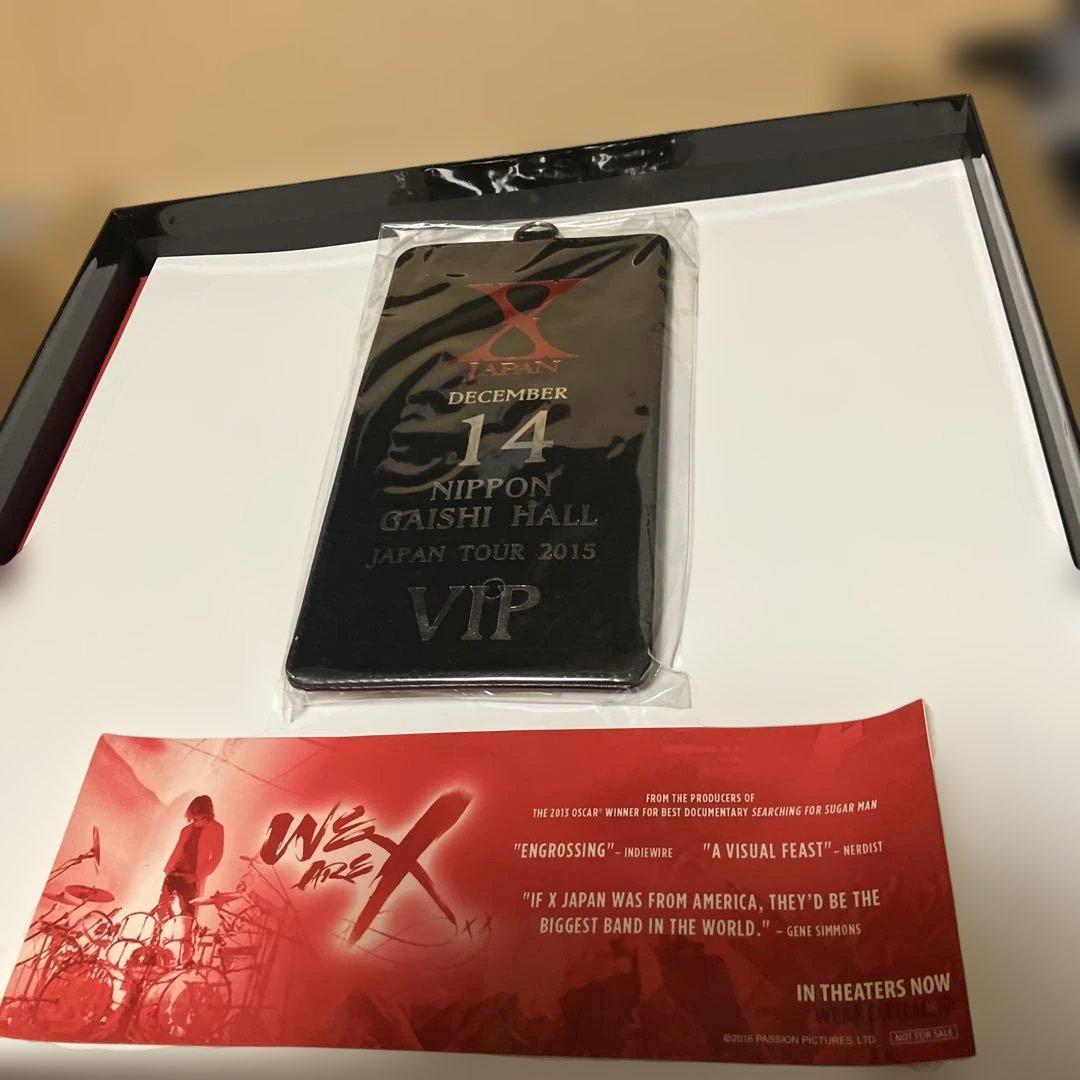 X
JAPAN
DECEMBER
14
NIPPON
GAISHI HALL
JAPAN TOUR 2015
VIP
WE
ARE X
FROM THE PRODUCERS OF
THE 2013 OSCAR® WINNER FOR BEST DOCUMENTARY SEARCHING FOR SUGAR MAN
"ENGROSSING" – INDIEWIRE "A VISUAL FEAST" – NERDIST
"IF X JAPAN WAS FROM AMERICA, THEY'D BE THE
BIGGEST BAND IN THE WORLD." – GENE SIMMONS
IN THEATERS NOW
©2016 PASSION PICTURES, LTD NOT FOR SALE